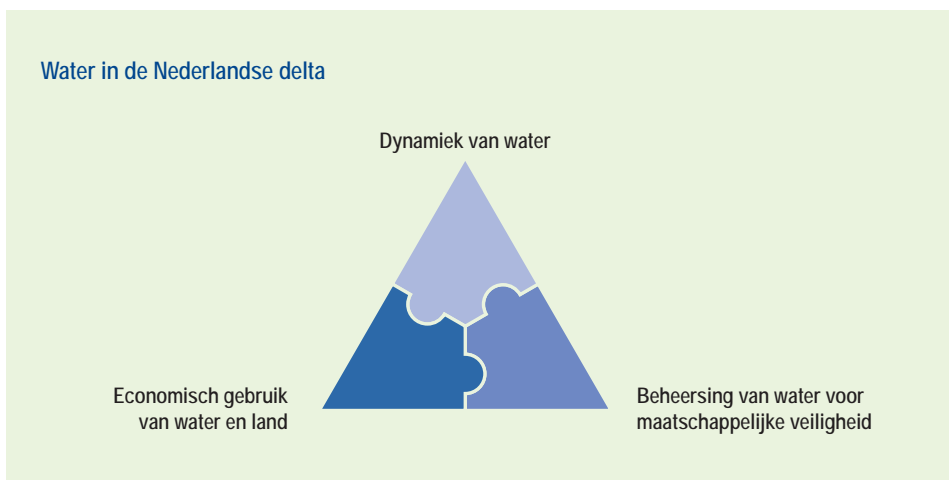 Water in de Nederlandse delta
Dynamiek van water
Economisch gebruik
van water en land
Beheersing van water voor
maatschappelijke veiligheid